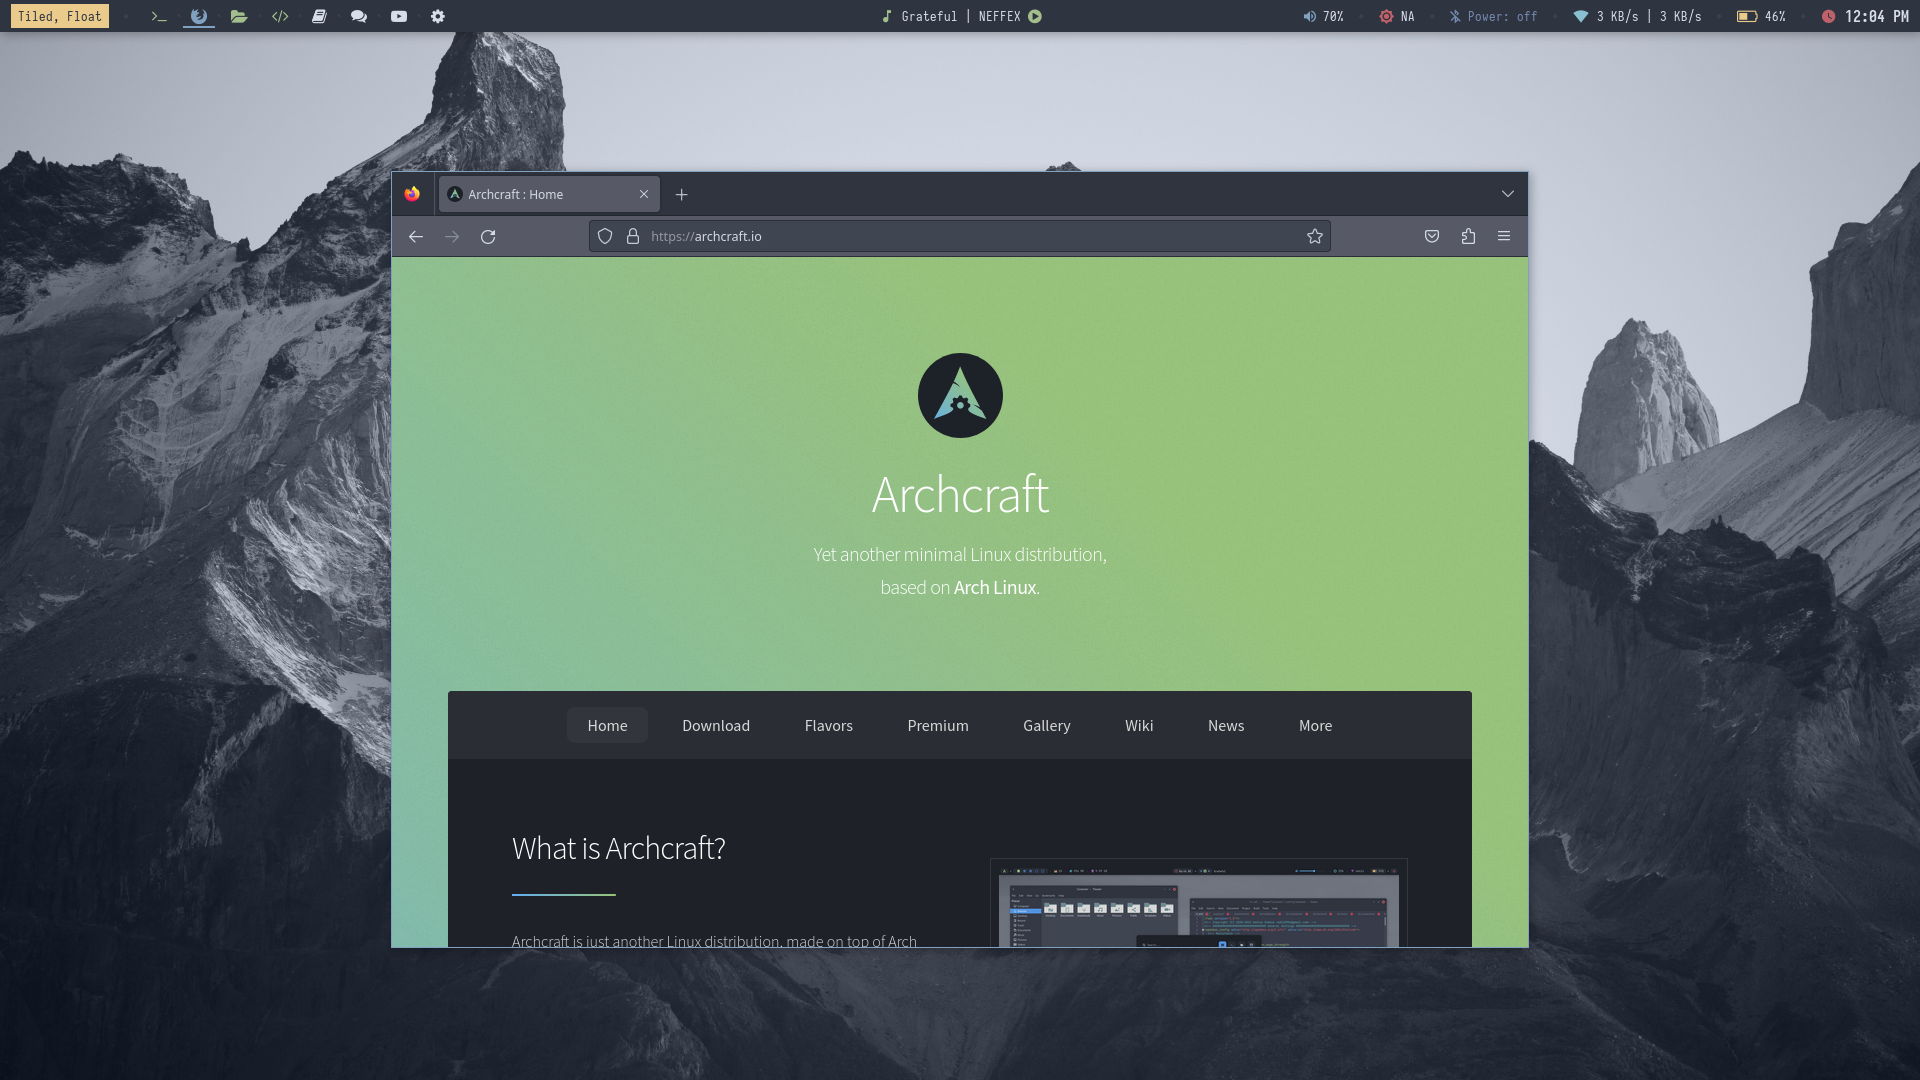 Tiled, Float
Grateful | NEFFEX
70%
NA
Power: off
3 KB/s | 3 KB/s
46%
12:04 PM
Archcraft : Home
https://archcraft.io
Archcraft
Yet another minimal Linux distribution,
based on Arch Linux.
Home
Download
Flavors
Premium
Gallery
Wiki
News
More
What is Archcraft?
Archcraft is just another Linux distribution, made on top of Arch